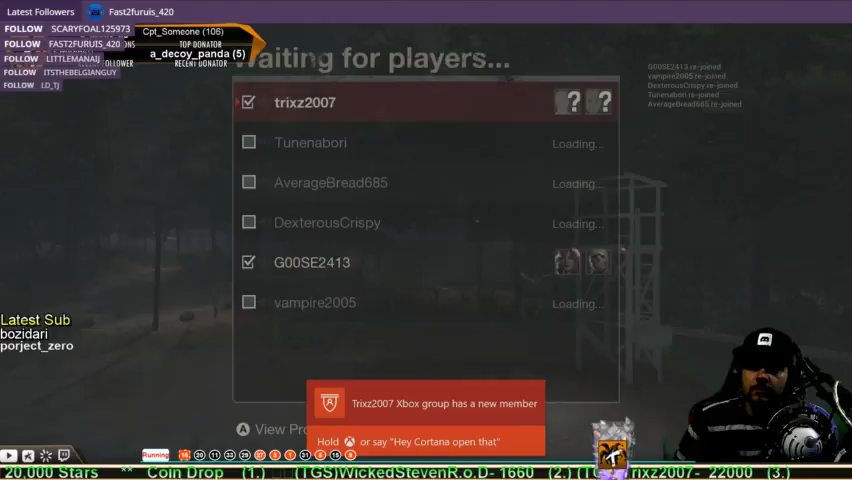 Latest Followers Fast2furuis_420
FOLLOW SCARYFOAL125973
FOLLOW FAST2FURUIS_420
FOLLOW LITTLEMANAIJ
FOLLOW ITSTHEBELGIANGUY
FOLLOW LD_TJ
Cpt_Someone (106)
TOP DONATOR
a_decoy_panda (5)
RECENT DONATOR
Waiting for players...
G00SE2413 re-joined
vampire2005 re-joined
DexterousCrispy re-joined
Tunenabori re-joined
AverageBread685 re-joined
trixz2007
Tunenabori Loading...
AverageBread685 Loading...
DexterousCrispy Loading...
G00SE2413
vampire2005 Loading...
Latest Sub
bozidari
porject_zero
Trixz2007 Xbox group has a new member
Hold or say "Hey Cortana open that"
A View Pro
Running
20,000 Stars ** Coin Drop (1.) (TGS)WickedStevenR.o.D- 1660 (2.) (T rixz2007- 22000 (3.)